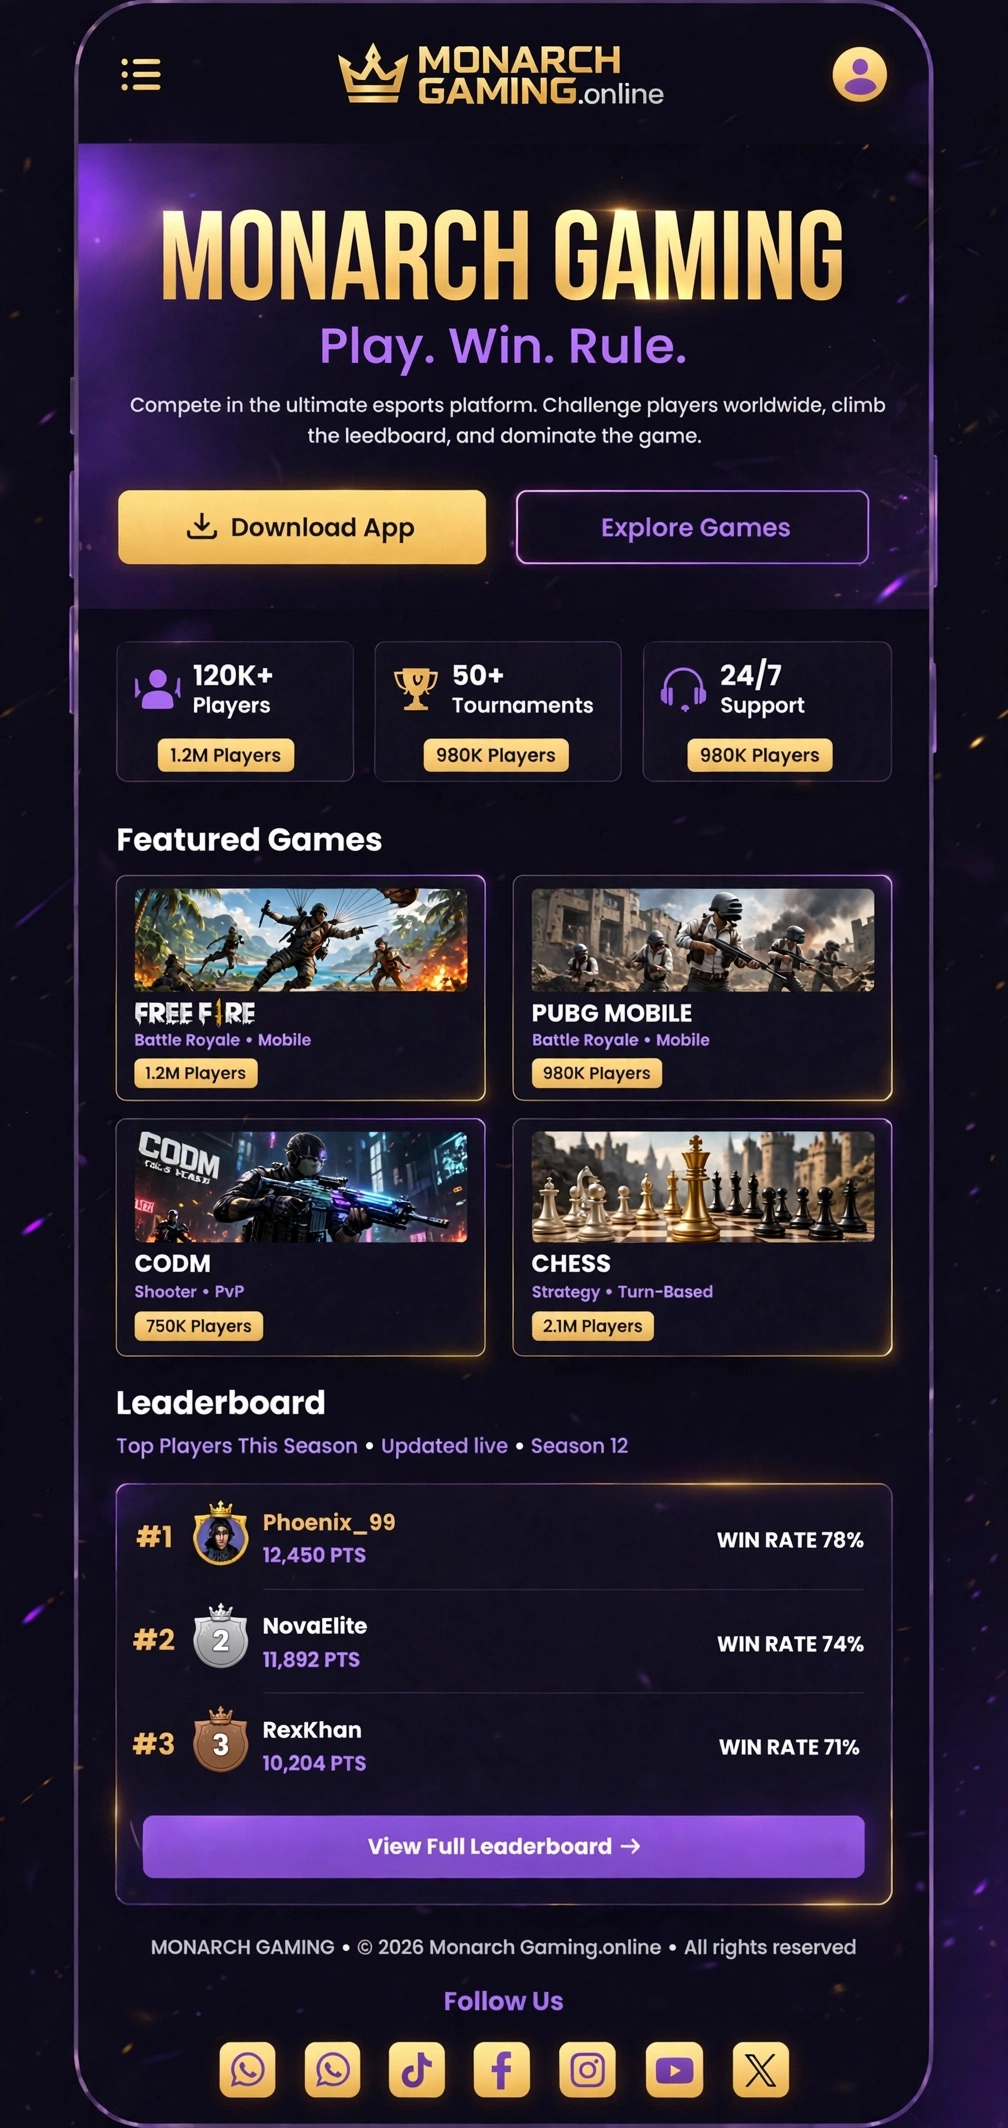 MONARCH
GAMING.online
MONARCH GAMING
Play. Win. Rule.
Compete in the ultimate esports platform. Challenge players worldwide, climb
the leedboard, and dominate the game.
Download App
Explore Games
120K+
Players
1.2M Players
50+
Tournaments
980K Players
24/7
Support
980K Players
Featured Games
FREE FIRE
Battle Royale • Mobile
1.2M Players
PUBG MOBILE
Battle Royale • Mobile
980K Players
CODM
CODM
Shooter • PvP
750K Players
CHESS
Strategy • Turn-Based
2.1M Players
Leaderboard
Top Players This Season • Updated live • Season 12
#1
Phoenix_99
12,450 PTS
WIN RATE 78%
#2
2
NovaElite
11,892 PTS
WIN RATE 74%
#3
3
RexKhan
10,204 PTS
WIN RATE 71%
View Full Leaderboard →
MONARCH GAMING • © 2026 Monarch Gaming.online • All rights reserved
Follow Us